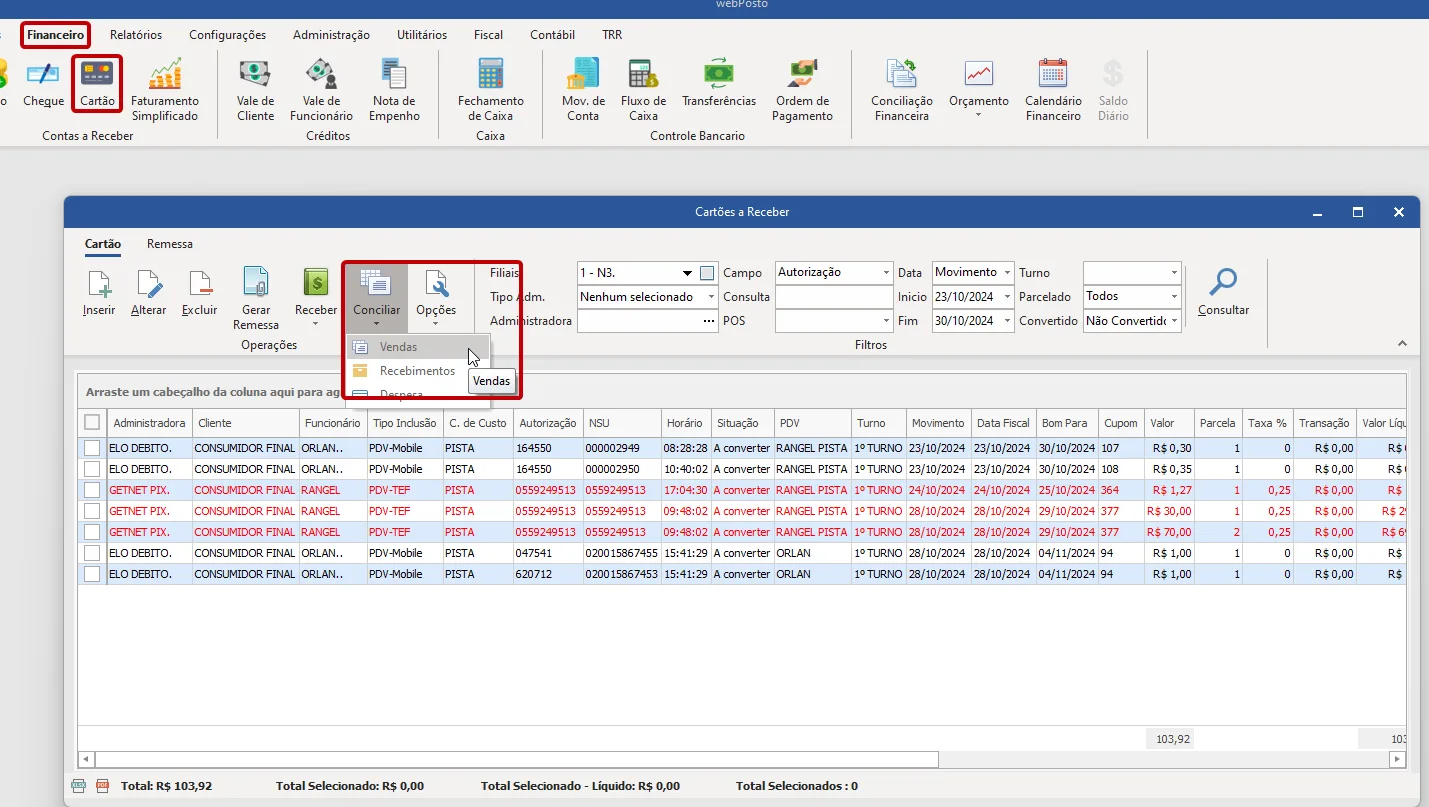 webPosto
Financeiro Relatórios Configurações Administração Utilitários Fiscal Contábil TRR
o Cheque Cartão Faturamento Simplificado Vale de Cliente Vale de Funcionário Nota de Empenho Fechamento de Caixa Mov. de Conta Fluxo de Caixa Transferências Ordem de Pagamento Conciliação Financeira Orçamento Calendário Financeiro Saldo Diário
Contas a Receber Créditos Caixa Controle Bancario
Cartões a Receber
Cartão Remessa
Inserir Alterar Excluir Gerar Remessa Receber Conciliar Opções
Operações
Filiais 1 - N3. Campo Autorização Data Movimento Turno
Tipo Adm. Nenhum selecionado Consulta Inicio 23/10/2024 Parcelado Todos
Administradora ... POS Fim 30/10/2024 Convertido Não Convertido
Consultar
Filtros
Vendas
Recebimentos
Vendas
Despesa
Arraste um cabeçalho da coluna aqui para ag
Administradora Cliente Funcionário Tipo Inclusão C. de Custo Autorização NSU Horário Situação PDV Turno Movimento Data Fiscal Bom Para Cupom Valor Parcela Taxa % Transação Valor Líqu
ELO DEBITO. CONSUMIDOR FINAL ORLAN.. PDV-Mobile PISTA 164550 000002949 08:28:28 A converter RANGEL PISTA 1º TURNO 23/10/2024 23/10/2024 30/10/2024 107 R$ 0,30 1 0 R$ 0,00 R$
ELO DEBITO. CONSUMIDOR FINAL ORLAN.. PDV-Mobile PISTA 164550 000002950 10:40:02 A converter RANGEL PISTA 1º TURNO 23/10/2024 23/10/2024 30/10/2024 108 R$ 0,35 1 0 R$ 0,00 R$
GETNET PIX. CONSUMIDOR FINAL RANGEL PDV-TEF PISTA 0559249513 0559249513 17:04:30 A converter RANGEL PISTA 1º TURNO 24/10/2024 24/10/2024 25/10/2024 364 R$ 1,27 1 0,25 R$ 0,00 R$
GETNET PIX. CONSUMIDOR FINAL RANGEL PDV-TEF PISTA 0559249513 0559249513 09:48:02 A converter RANGEL PISTA 1º TURNO 28/10/2024 28/10/2024 29/10/2024 377 R$ 30,00 1 0,25 R$ 0,00 R$ 2
GETNET PIX. CONSUMIDOR FINAL RANGEL PDV-TEF PISTA 0559249513 0559249513 09:48:02 A converter RANGEL PISTA 1º TURNO 28/10/2024 28/10/2024 29/10/2024 377 R$ 70,00 2 0,25 R$ 0,00 R$ 6
ELO DEBITO. CONSUMIDOR FINAL ORLAN.. PDV-Mobile PISTA 047541 020015867455 15:41:29 A converter ORLAN 1º TURNO 28/10/2024 28/10/2024 04/11/2024 94 R$ 1,00 1 0 R$ 0,00 R$
ELO DEBITO. CONSUMIDOR FINAL ORLAN.. PDV-Mobile PISTA 620712 020015867453 15:41:29 A converter ORLAN 1º TURNO 28/10/2024 28/10/2024 04/11/2024 94 R$ 1,00 1 0 R$ 0,00 R$
103,92 103
Total: R$ 103,92 Total Selecionado: R$ 0,00 Total Selecionado - Líquido: R$ 0,00 Total Selecionados : 0